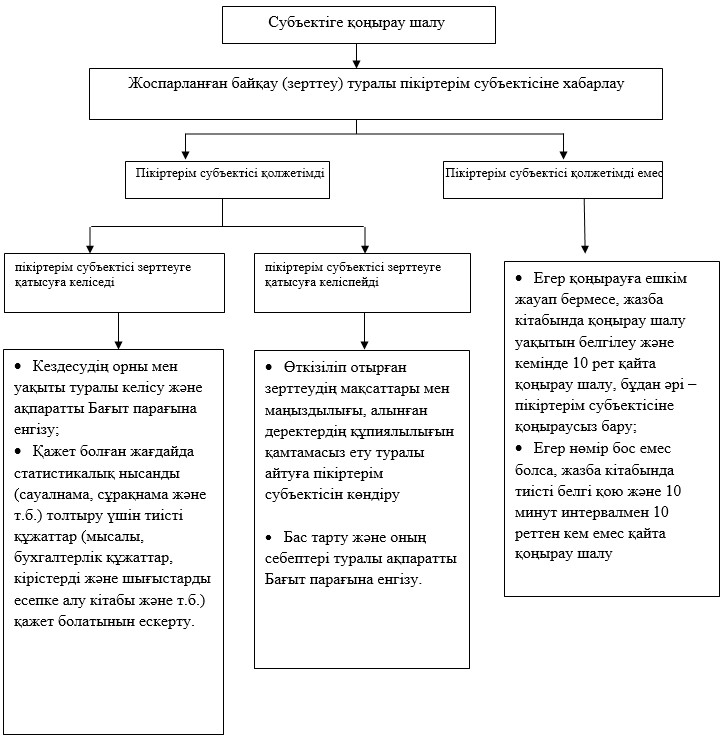 Субъектіге қоңырау шалу
Жоспарланған байқау (зерттеу) туралы пікіртерім субъектісіне хабарлау
Пікіртерім субъектісі қолжетімді
Пікіртерім субъектісі қолжетімді емес
пікіртерім субъектісі зерттеуге
қатысуға келіседі
пікіртерім субъектісі зерттеуге
қатысуға келіспейді
• Кездесудің орны мен
уақыты туралы келісу және
ақпаратты Бағыт парағына
енгізу;
• Қажет болған жағдайда
статистикалық нысанды
(сауалнама, сұрақнама және
т.б.) толтыру үшін тиісті
құжаттар (мысалы,
бухгалтерлік құжаттар,
кірістерді және шығыстарды
есепке алу кітабы және т.б.)
қажет болатынын ескерту.
• Өткізіліп отырған
зерттеудің мақсаттары мен
маңыздылығы, алынған
деректердің құпиялылығын
қамтамасыз ету туралы
айтуға пікіртерім
субъектісін көндіру
• Бас тарту және оның
себептері туралы ақпаратты
Бағыт парағына енгізу.
• Егер қоңырауға ешкім
жауап бермесе, жазба
кітабында қоңырау шалу
уақытын белгілеу және
кемінде 10 рет қайта
қоңырау шалу, бұдан әрі –
пікіртерім субъектісіне
қоңыраусыз бару;
• Егер нөмір бос емес
болса, жазба кітабында
тиісті белгі қою және 10
минут интервалмен 10
реттен кем емес қайта
қоңырау шалу